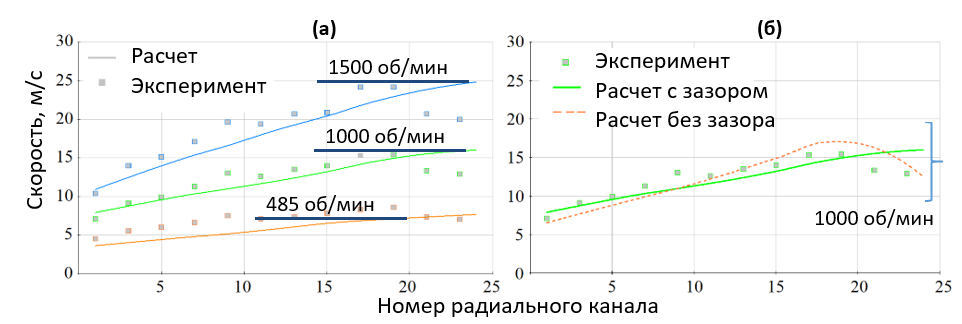 (а)
(б)
Скорость, м/с
30
25
20
15
10
5
0
Расчет
Эксперимент
1500 об/мин
1000 об/мин
485 об/мин
5
10
15
20
25
30
25
20
15
10
5
0
Эксперимент
Расчет с зазором
Расчет без зазора
1000 об/мин
5
10
15
20
25
Номер радиального канала